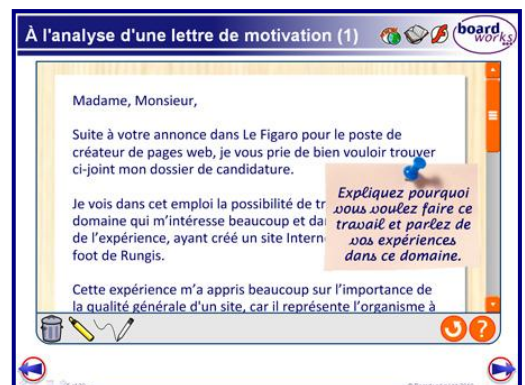 À l'analyse d'une lettre de motivation (1)
board
works
Madame, Monsieur,
Suite à votre annonce dans Le Figaro pour le poste de
créateur de pages web, je vous prie de bien vouloir trouver
ci-joint mon dossier de candidature.
Je vois dans cet emploi la possibilité de
domaine qui m'intéresse beaucoup et
de l'expérience, ayant créé un site
foot de Rungis.
Expliquez pourquoi
vous voulez faire ce
travail et parlez de
vos expériences
dans ce domaine.
Cette expérience m'a appris beaucoup sur l'importance de
la qualité générale d'un site, car il représente l'organisme à
?